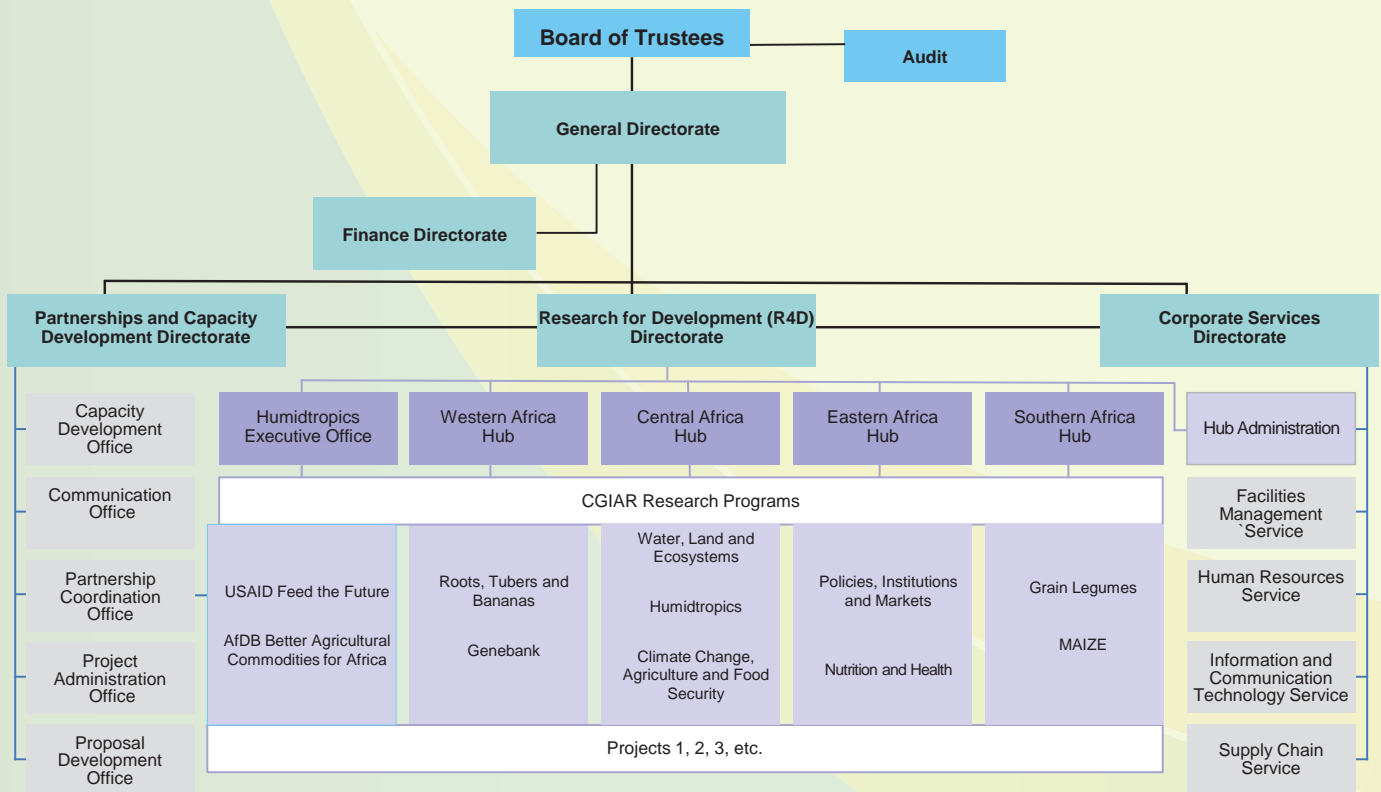 Board of Trustees
Audit
General Directorate
Finance Directorate
Partnerships and Capacity
Development Directorate
Research for Development (R4D)
Directorate
Corporate Services
Directorate
Capacity
Development
Office
Humidtropics
Executive Office
Western Africa
Hub
Central Africa
Hub
Eastern Africa
Hub
Southern Africa
Hub
Hub Administration
Communication
Office
CGIAR Research Programs
Facilities
Management
`Service
Partnership
Coordination
Office
USAID Feed the Future
AfDB Better Agricultural
Commodities for Africa
Roots, Tubers and
Bananas
Genebank
Water, Land and
Ecosystems
Humidtropics
Climate Change,
Agriculture and Food
Security
Policies, Institutions
and Markets
Nutrition and Health
Grain Legumes
MAIZE
Human Resources
Service
Project
Administration
Office
Information and
Communication
Technology Service
Proposal
Development
Office
Projects 1, 2, 3, etc.
Supply Chain
Service